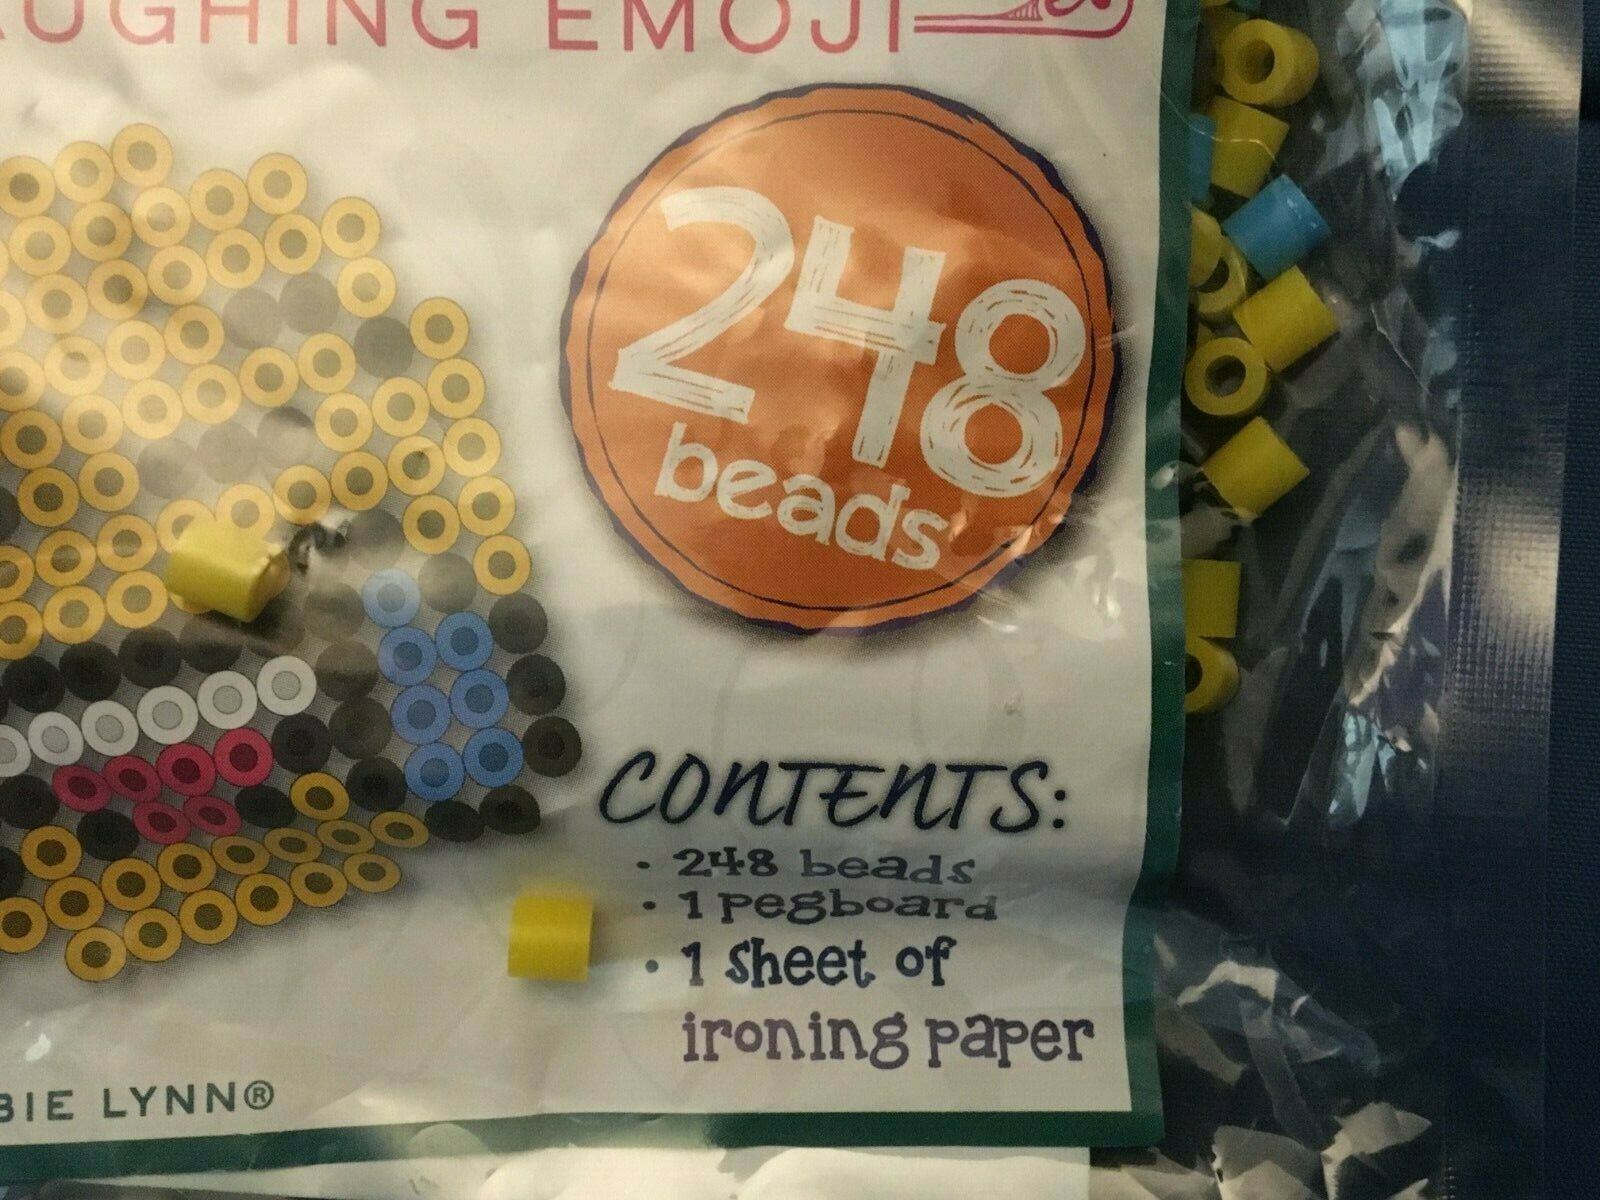 UGHING EMOJI
248
beads
CONTENTS:
· 248 beads
· 1 pegboard
· 1 sheet of
ironing paper
BIE LYNN®